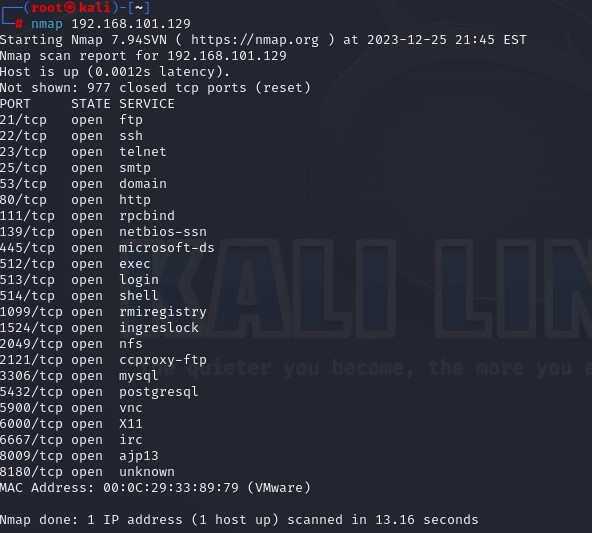 ┌──(root㉿kali)-[~]
└─# nmap 192.168.101.129
Starting Nmap 7.94SVN ( https://nmap.org ) at 2023-12-25 21:45 EST
Nmap scan report for 192.168.101.129
Host is up (0.0012s latency).
Not shown: 977 closed tcp ports (reset)
PORT     STATE SERVICE
21/tcp   open  ftp
22/tcp   open  ssh
23/tcp   open  telnet
25/tcp   open  smtp
53/tcp   open  domain
80/tcp   open  http
111/tcp  open  rpcbind
139/tcp  open  netbios-ssn
445/tcp  open  microsoft-ds
512/tcp  open  exec
513/tcp  open  login
514/tcp  open  shell
1099/tcp open  rmiregistry
1524/tcp open  ingreslock
2049/tcp open  nfs
2121/tcp open  ccproxy-ftp
3306/tcp open  mysql
5432/tcp open  postgresql
5900/tcp open  vnc
6000/tcp open  X11
6667/tcp open  irc
8009/tcp open  ajp13
8180/tcp open  unknown
MAC Address: 00:0C:29:33:89:79 (VMware)
Nmap done: 1 IP address (1 host up) scanned in 13.16 seconds
KALI LIN
quieter you become, the more you a